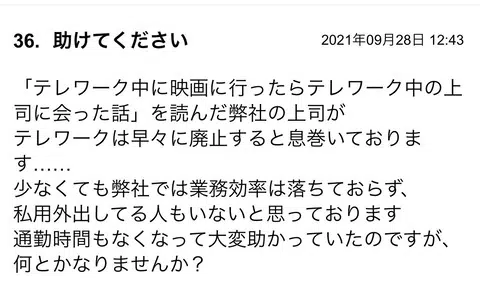 36. 助けてください
2021年09月28日 12:43
「テレワーク中に映画に行ったらテレワーク中の上
司に会った話」を読んだ弊社の上司が
テレワークは早々に廃止すると息巻いておりま
す……
少なくても弊社では業務効率は落ちておらず、
私用外出してる人もいないと思っております
通勤時間もなくなって大変助かっていたのですが、
何とかなりませんか？